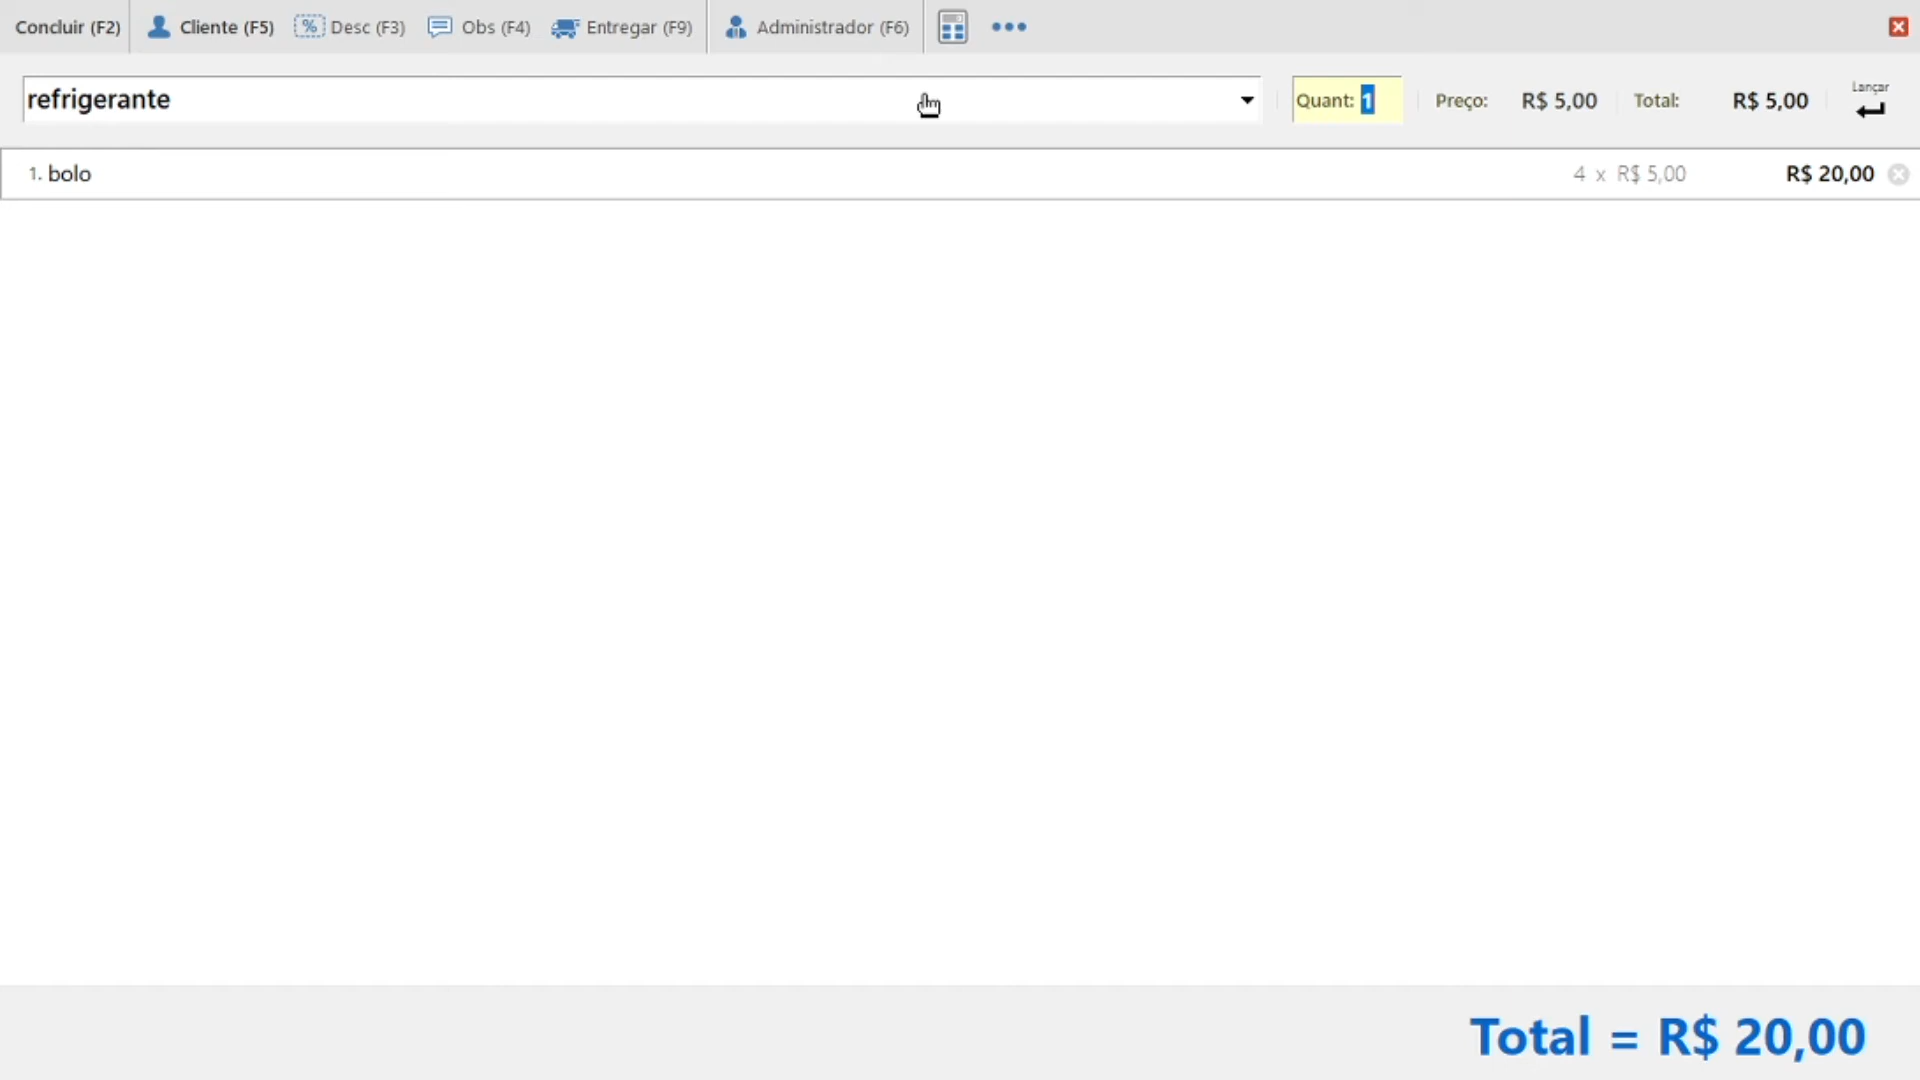 Concluir (F2) Cliente (F5) % Desc (F3) Obs (F4) Entregar (F9) Administrador (F6)
Lançar
refrigerante Quant: 1 Preço: R$ 5,00 Total: R$ 5,00
1. bolo 4 x R$ 5,00 R$ 20,00
Total = R$ 20,00